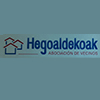 Hegoaldekoak
ASOCIACIÓN DE VECINOS